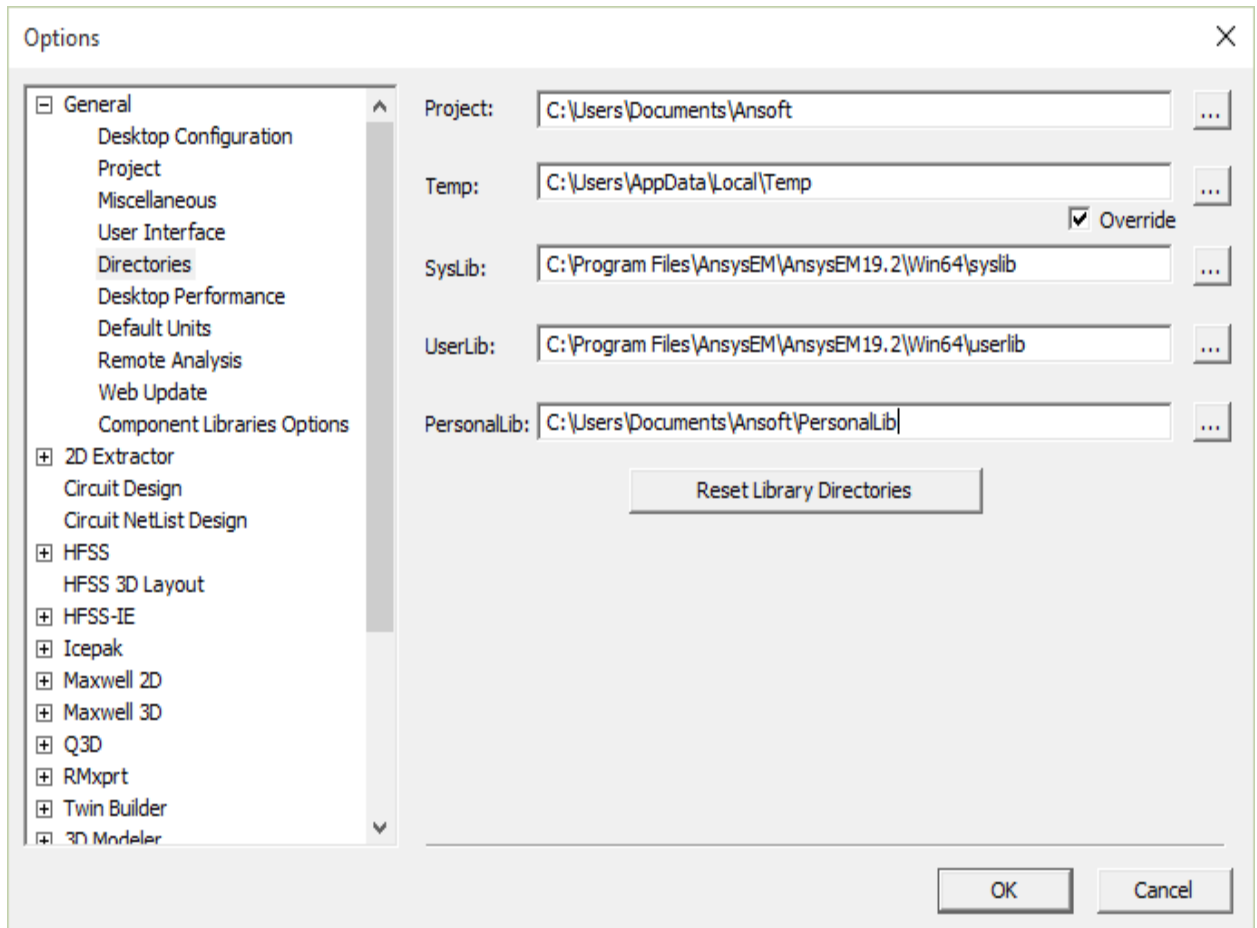 Options
General
Desktop Configuration
Project
Miscellaneous
User Interface
Directories
Desktop Performance
Default Units
Remote Analysis
Web Update
Component Libraries Options
2D Extractor
Circuit Design
Circuit NetList Design
HFSS
HFSS 3D Layout
HFSS-IE
Icepak
Maxwell 2D
Maxwell 3D
Q3D
RMxprt
Twin Builder
3D Modeler
Project: C:\Users\Documents\Ansoft ...
Temp: C:\Users\AppData\Local\Temp ...
Override
SysLib: C:\Program Files\AnsysEM\AnsysEM19.2\Win64\syslib ...
UserLib: C:\Program Files\AnsysEM\AnsysEM19.2\Win64\userlib ...
PersonalLib: C:\Users\Documents\Ansoft\PersonalLib ...
Reset Library Directories
OK Cancel